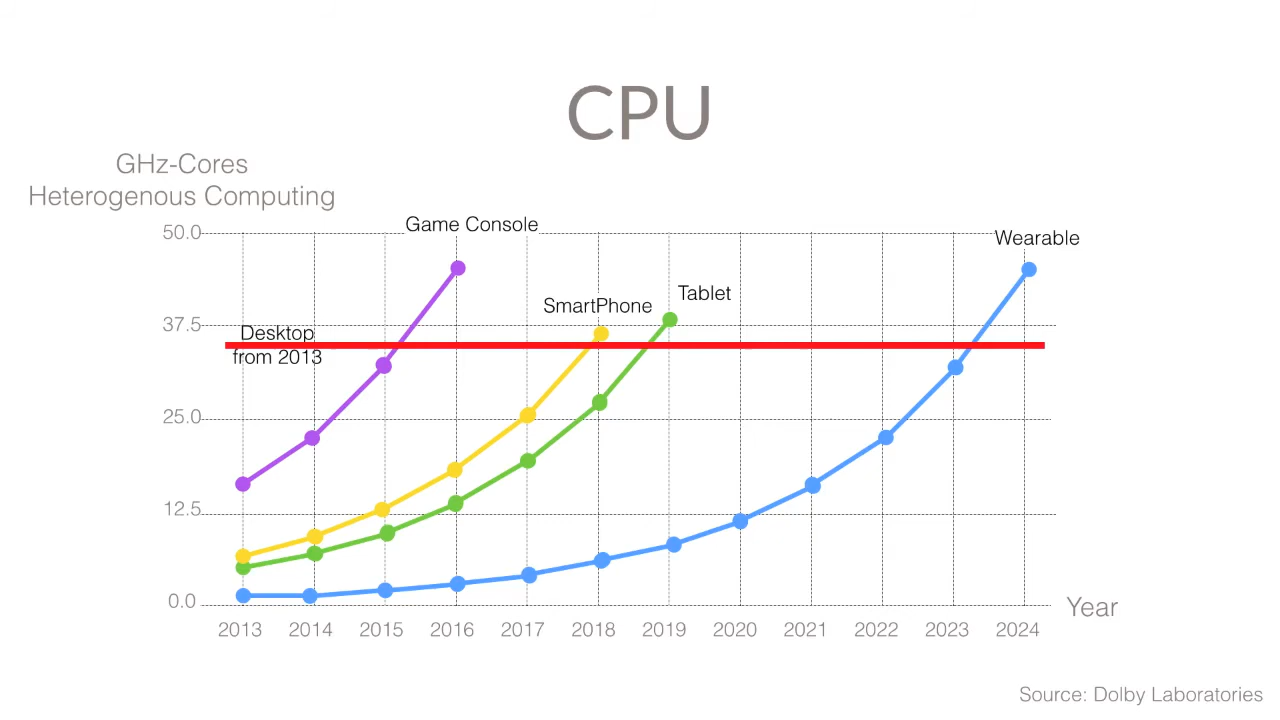 CPU
GHz-Cores
Heterogenous Computing
50.0
37.5
25.0
12.5
0.0
Game Console
SmartPhone
Tablet
Wearable
Desktop
from 2013
2013 2014 2015 2016 2017 2018 2019 2020 2021 2022 2023 2024
Year
Source: Dolby Laboratories